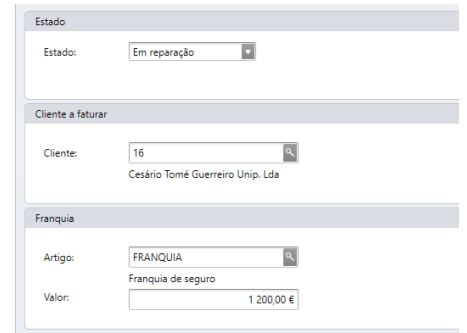 Estado
Estado: Em reparação
Cliente a faturar
Cliente: 16
Cesário Tomé Guerreiro Unip. Lda
Franquia
Artigo: FRANQUIA
Franquia de seguro
Valor: 1 200,00 €